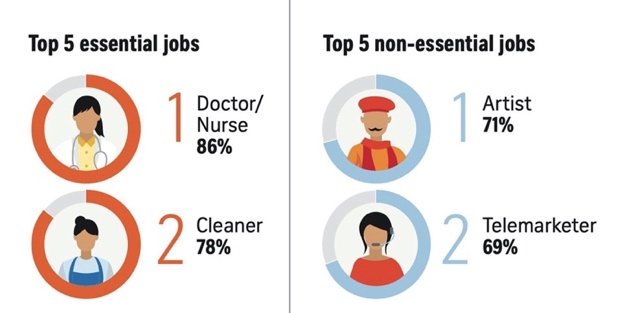 Top 5 essential jobs
1
Doctor/
Nurse
86%
2
Cleaner
78%
Top 5 non-essential jobs
1
Artist
71%
2
Telemarketer
69%